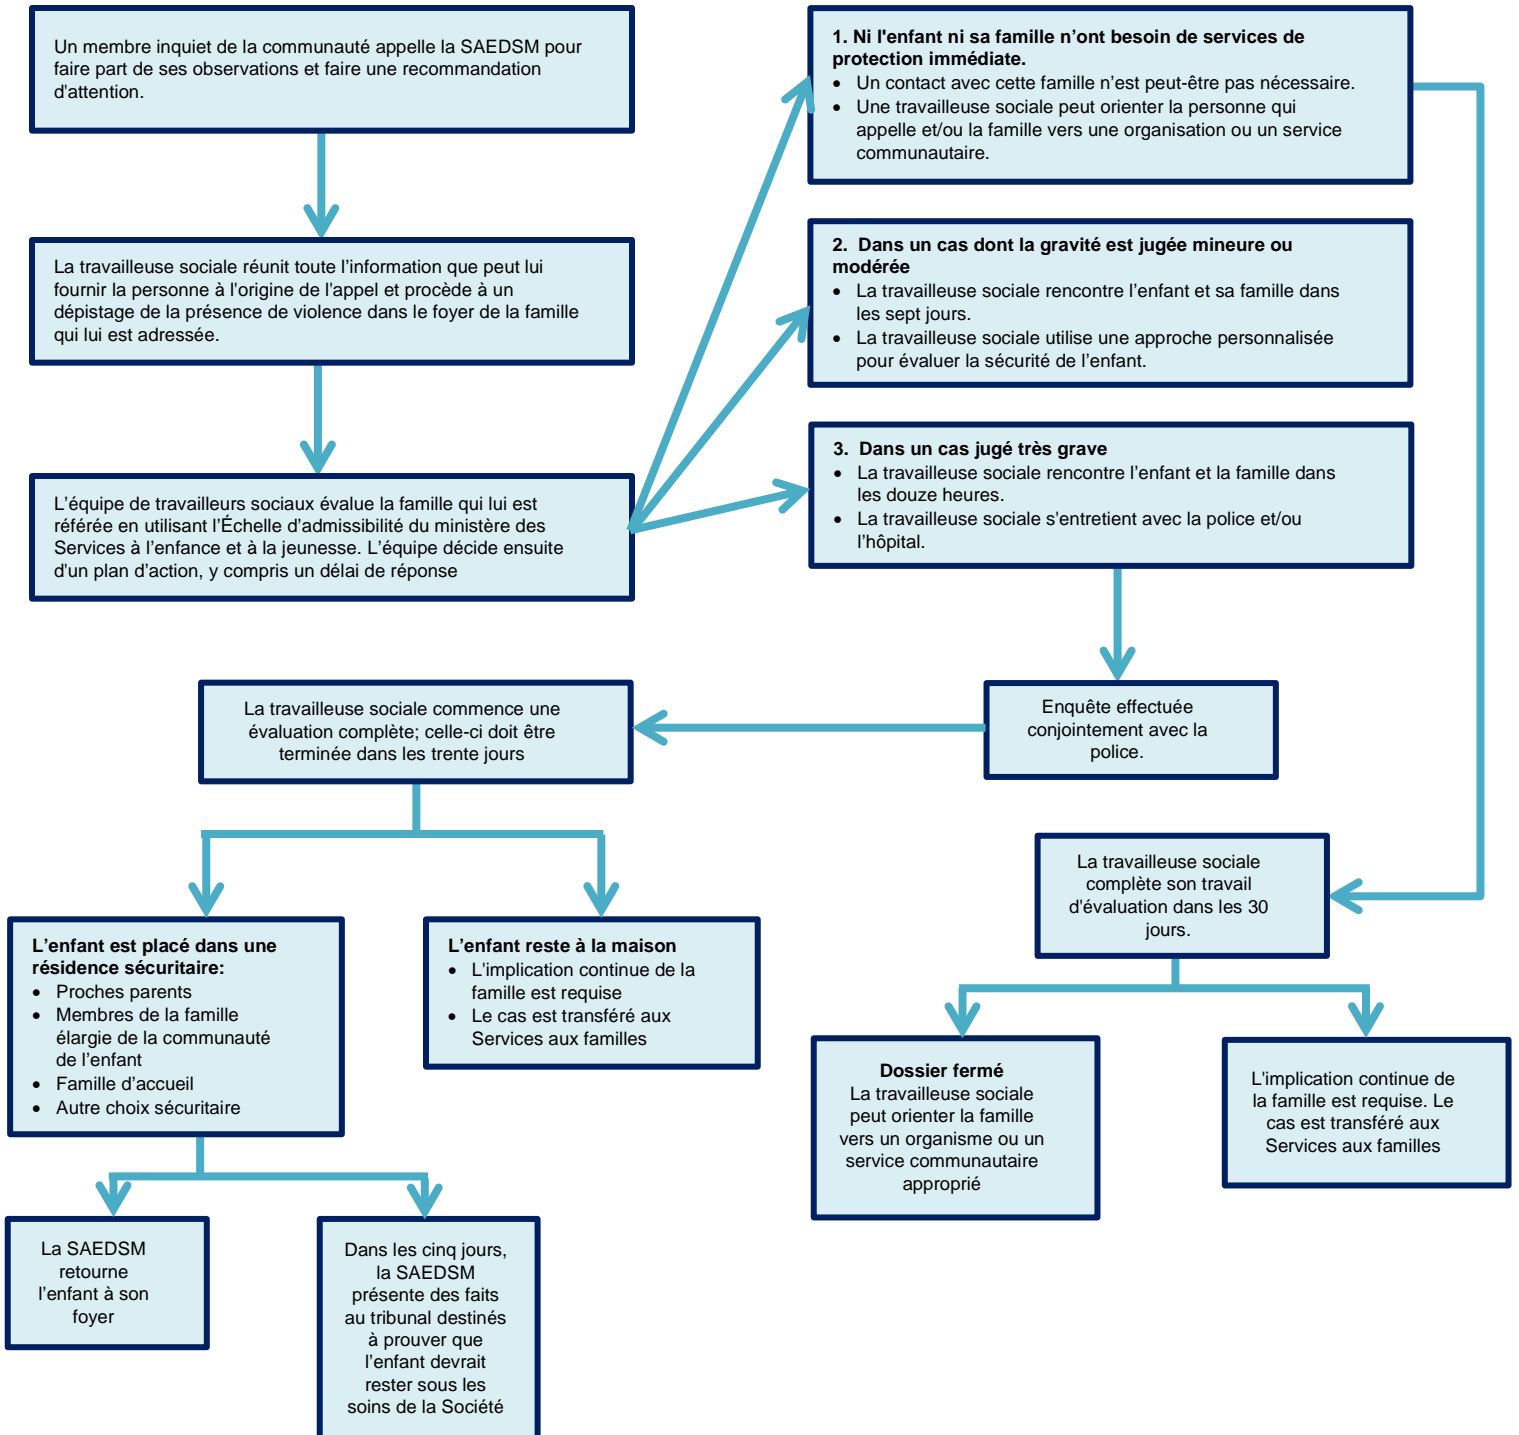 Un membre inquiet de la communauté appelle la SAEDSM pour
faire part de ses observations et faire une recommandation
d'attention.
La travailleuse sociale réunit toute l’information que peut lui
fournir la personne à l'origine de l'appel et procède à un
dépistage de la présence de violence dans le foyer de la famille
qui lui est adressée.
L’équipe de travailleurs sociaux évalue la famille qui lui est
référée en utilisant l’Échelle d’admissibilité du ministère des
Services à l’enfance et à la jeunesse. L’équipe décide ensuite
d'un plan d’action, y compris un délai de réponse
1. Ni l'enfant ni sa famille n’ont besoin de services de
protection immédiate.
• Un contact avec cette famille n’est peut-être pas nécessaire.
• Une travailleuse sociale peut orienter la personne qui
appelle et/ou la famille vers une organisation ou un service
communautaire.
2. Dans un cas dont la gravité est jugée mineure ou
modérée
• La travailleuse sociale rencontre l’enfant et sa famille dans
les sept jours.
• La travailleuse sociale utilise une approche personnalisée
pour évaluer la sécurité de l’enfant.
3. Dans un cas jugé très grave
• La travailleuse sociale rencontre l’enfant et la famille dans
les douze heures.
• La travailleuse sociale s'entretient avec la police et/ou
l’hôpital.
Enquête effectuée
conjointement avec la
police.
La travailleuse sociale commence une
évaluation complète; celle-ci doit être
terminée dans les trente jours
L’enfant est placé dans une
résidence sécuritaire:
• Proches parents
• Membres de la famille
élargie de la communauté
de l’enfant
• Famille d’accueil
• Autre choix sécuritaire
L’enfant reste à la maison
• L'implication continue de la
famille est requise
• Le cas est transféré aux
Services aux familles
La SAEDSM
retourne
l’enfant à son
foyer
Dans les cinq jours,
la SAEDSM
présente des faits
au tribunal destinés
à prouver que
l’enfant devrait
rester sous les
soins de la Société
La travailleuse sociale
complète son travail
d'évaluation dans les 30
jours.
Dossier fermé
La travailleuse sociale
peut orienter la famille
vers un organisme ou un
service communautaire
approprié
L'implication continue de
la famille est requise. Le
cas est transféré aux
Services aux familles